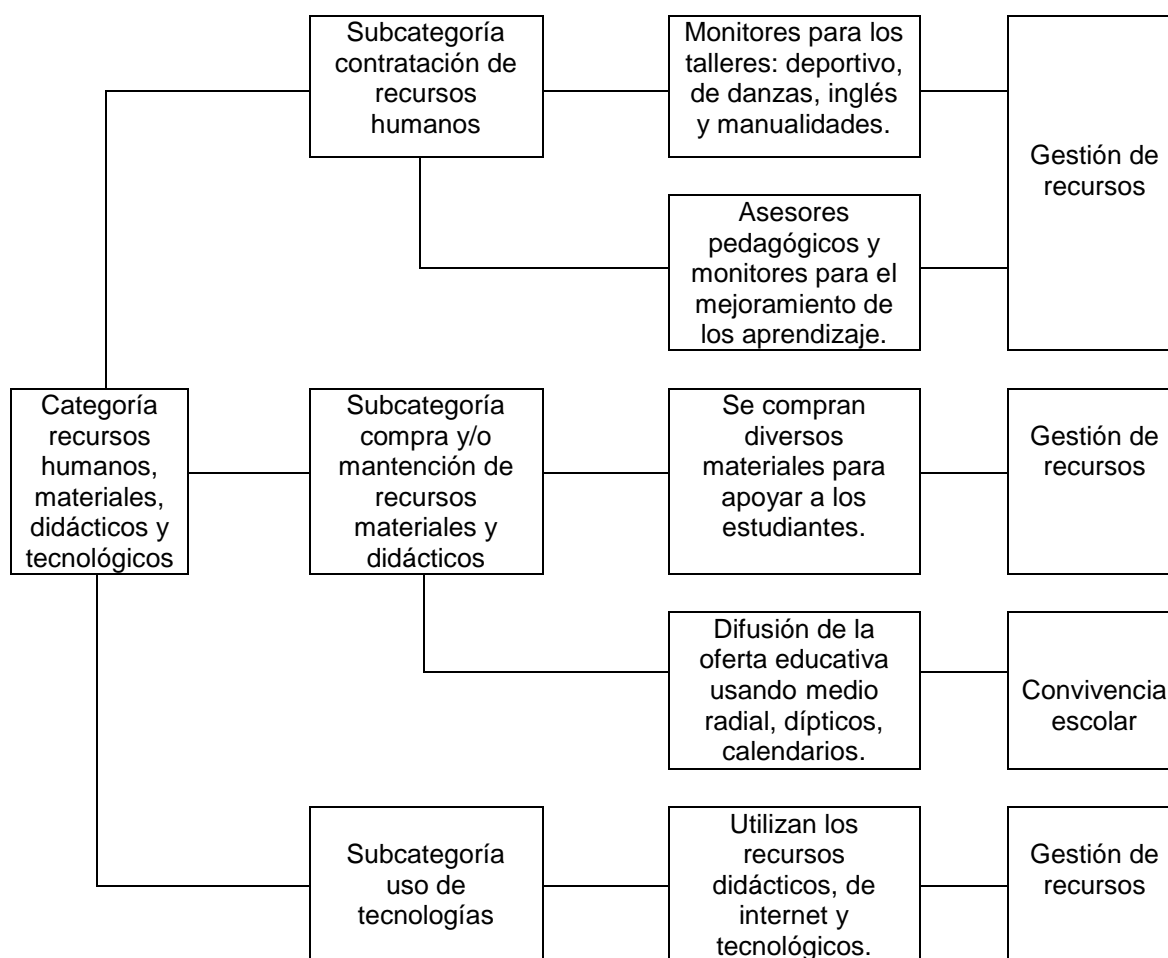 Subcategoría
contratación de
recursos
humanos
Monitores para los
talleres: deportivo,
de danzas, inglés
y manualidades.
Gestión de
recursos
Asesores
pedagógicos y
monitores para el
mejoramiento de
los aprendizaje.
Categoría
recursos
humanos,
materiales,
didácticos y
tecnológicos
Subcategoría
compra y/o
mantención de
recursos
materiales y
didácticos
Se compran
diversos
materiales para
apoyar a los
estudiantes.
Gestión de
recursos
Difusión de la
oferta educativa
usando medio
radial, dípticos,
calendarios.
Convivencia
escolar
Subcategoría
uso de
tecnologías
Utilizan los
recursos
didácticos, de
internet y
tecnológicos.
Gestión de
recursos